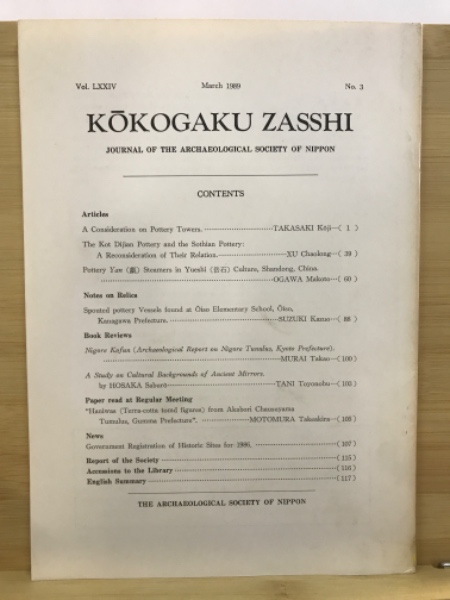 Vol. LXXIV March 1989 No. 3
KŌKOGAKU ZASSHI
JOURNAL OF THE ARCHAEOLOGICAL SOCIETY OF NIPPON
CONTENTS
Articles
A Consideration on Pottery Towers. TAKASAKI Koji ( 1 )
The Kot Dijian Pottery and the Sothian Pottery:
A Reconsideration of Their Relation. XU Chaolong ( 39 )
Pottery Yan (甗) Steamers in Yueshi (岳石) Culture, Shandong, China.
OGAWA Makoto ( 60 )
Notes on Relics
Spouted pottery Vessels found at Ōiso Elementary School, Ōiso,
Kanagawa Prefecture. SUZUKI Kazuo ( 86 )
Book Reviews
Nigore Kofun (Archaeological Report on Nigore Tumulus, Kyoto Prefecture).
MURAI Takao (100)
A Study on Cultural Backgrounds of Ancient Mirrors.
by HOSAKA Saburo TANI Toyonobu (103)
Paper read at Regular Meeting
"Haniwas (Terra-cotta tomd figures) from Akabori Chausuyama
Tumulus, Gumma Prefecture". MOTOMURA (105)
News
Government Registration of Historic Sites for 1986. (107)
Report of the Society (115)
Accessions to the Library (116)
English Summary (117)
THE ARCHAEOLOGICAL SOCIETY OF NIPPON